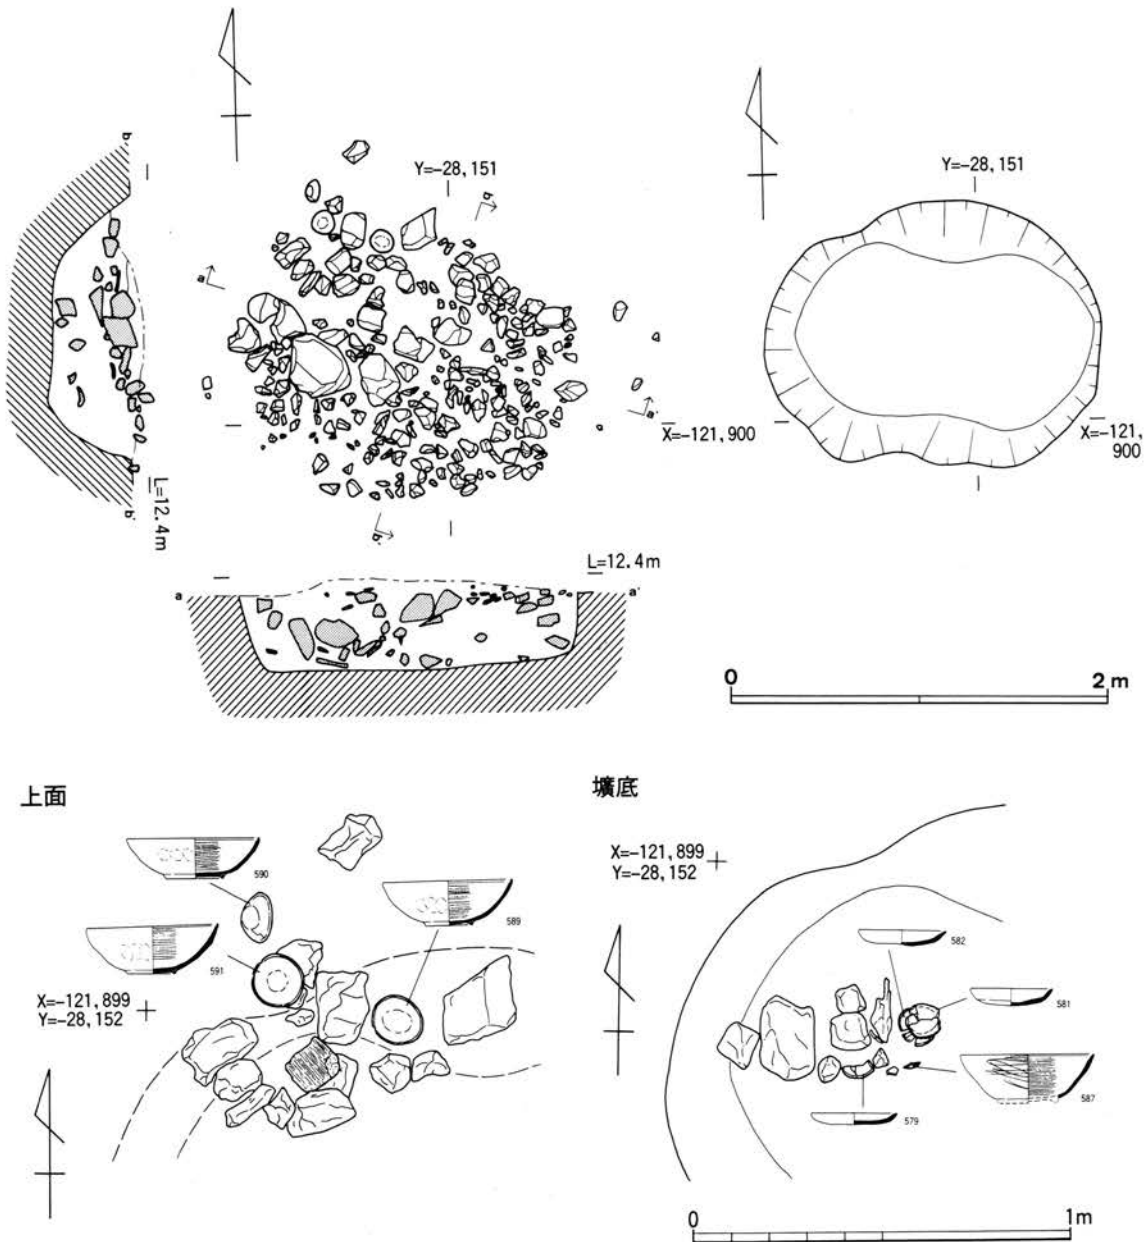 Y=-28,151
b
b
a
a'
X=-121,900
b'
L=12.4m
b'
L=12.4m
a
a'
Y=-28,151
X=-121,
900
0
2 m
上面
590
589
591
X=-121,899
Y=-28,152
壙底
X=-121,899
Y=-28,152
582
581
587
579
0
1m